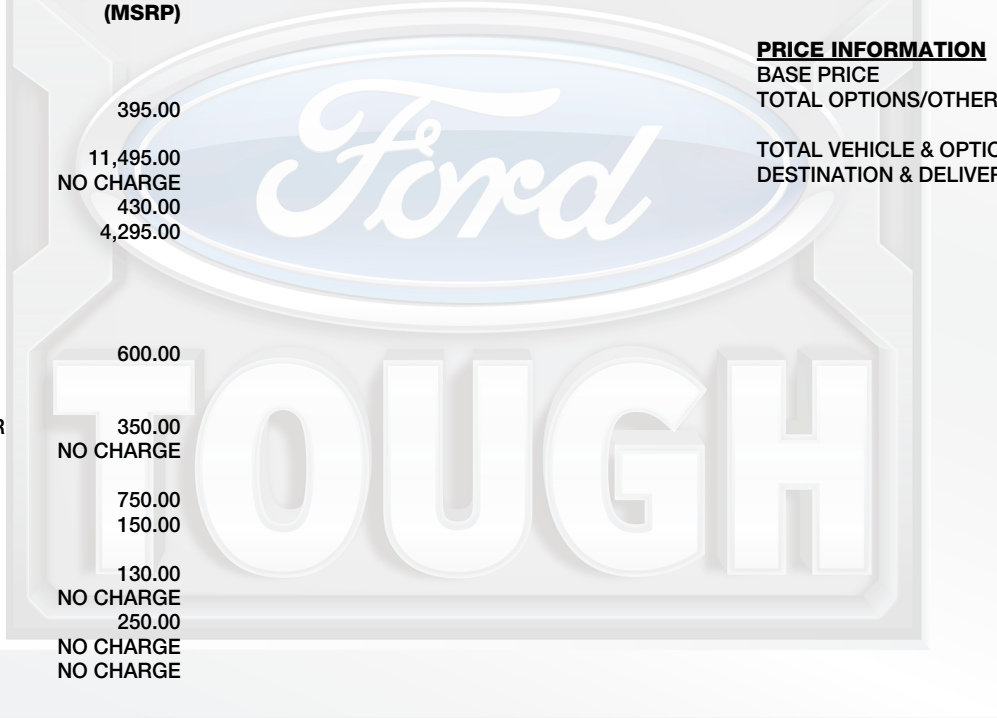 (MSRP)
395.00
11,495.00
NO CHARGE
430.00
4,295.00
600.00
R 350.00
NO CHARGE
750.00
150.00
130.00
NO CHARGE
250.00
NO CHARGE
NO CHARGE
PRICE INFORMATION
BASE PRICE
TOTAL OPTIONS/OTHER
TOTAL VEHICLE & OPTIO
DESTINATION & DELIVER
Ford
TOUGH